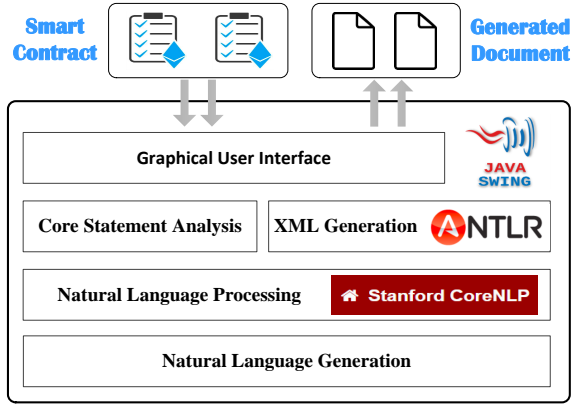 Smart
Contract
Generated
Document
Graphical User Interface
JAVA
SWING
Core Statement Analysis
XML Generation
ANTLR
Natural Language Processing
Stanford CoreNLP
Natural Language Generation